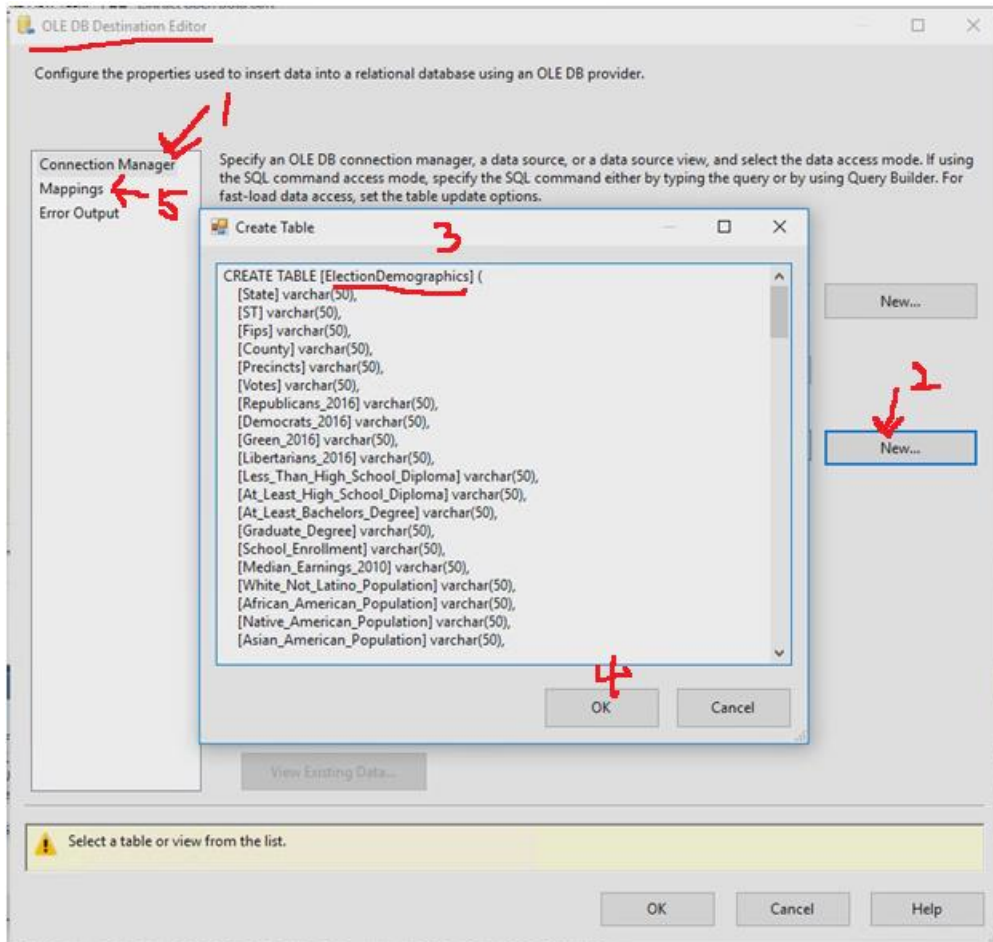 OLE DB Destination Editor
Configure the properties used to insert data into a relational database using an OLE DB provider.
1
Connection Manager
Mappings
5
Error Output
Specify an OLE DB connection manager, a data source, or a data source view, and select the data access mode. If using
the SQL command access mode, specify the SQL command either by typing the query or by using Query Builder. For
fast-load data access, set the table update options.
Create Table
3
CREATE TABLE [ElectionDemographics] (
[State] varchar(50),
[ST] varchar(50),
[Fips] varchar(50),
[County] varchar(50),
[Precincts] varchar(50),
[Votes] varchar(50),
[Republicans_2016] varchar(50),
[Democrats_2016] varchar(50),
[Green_2016] varchar(50),
[Libertarians_2016] varchar(50),
[Less_Than_High_School_Diploma] varchar(50),
[At_Least_High_School_Diploma] varchar(50),
[At_Least_Bachelors_Degree] varchar(50),
[Graduate_Degree] varchar(50),
[School_Enrollment] varchar(50),
[Median_Earnings_2010] varchar(50),
[White_Not_Latino_Population] varchar(50),
[African_American_Population] varchar(50),
[Native_American_Population] varchar(50),
[Asian_American_Population] varchar(50),
New...
2
New...
4
OK
Cancel
View Existing Data...
Select a table or view from the list.
OK
Cancel
Help